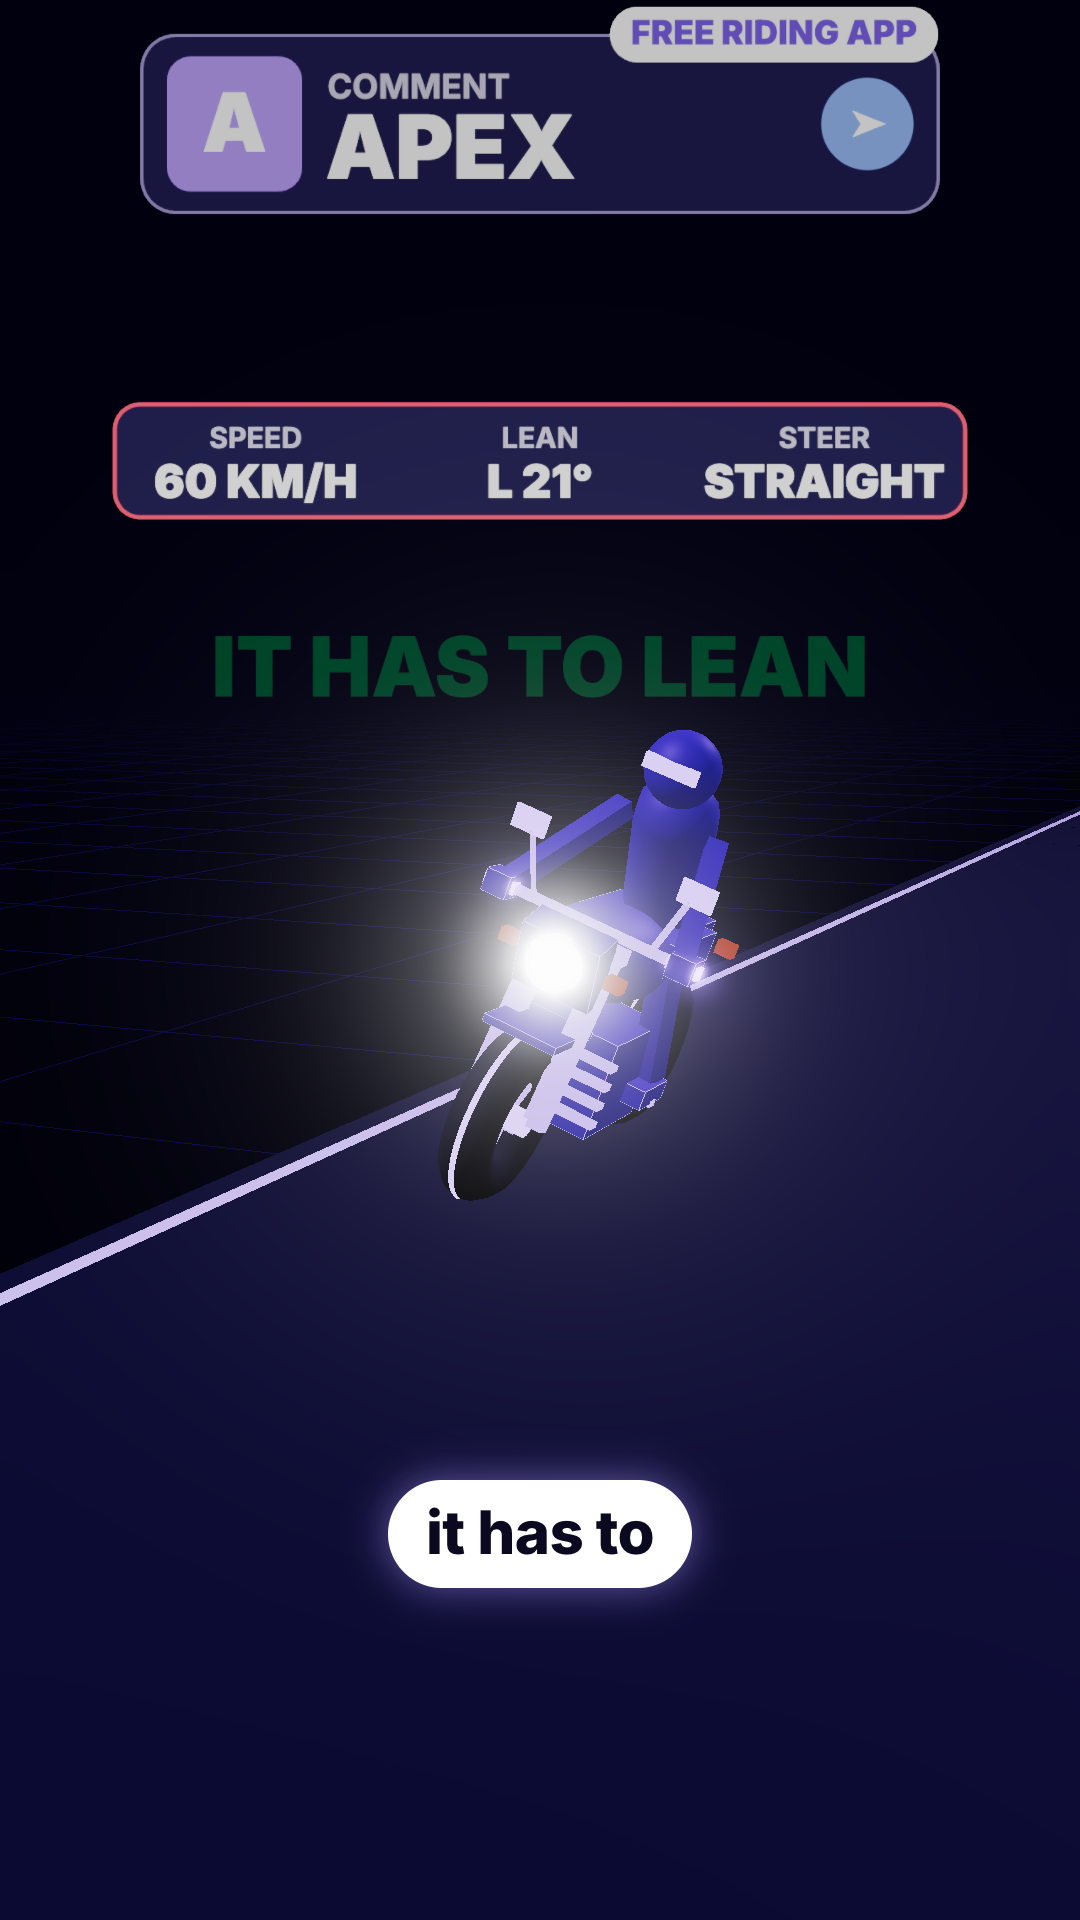 FREE RIDING APP
A
COMMENT
APEX
SPEED
60 KM/H
LEAN
L 21°
STEER
STRAIGHT
IT HAS TO LEAN
it has to